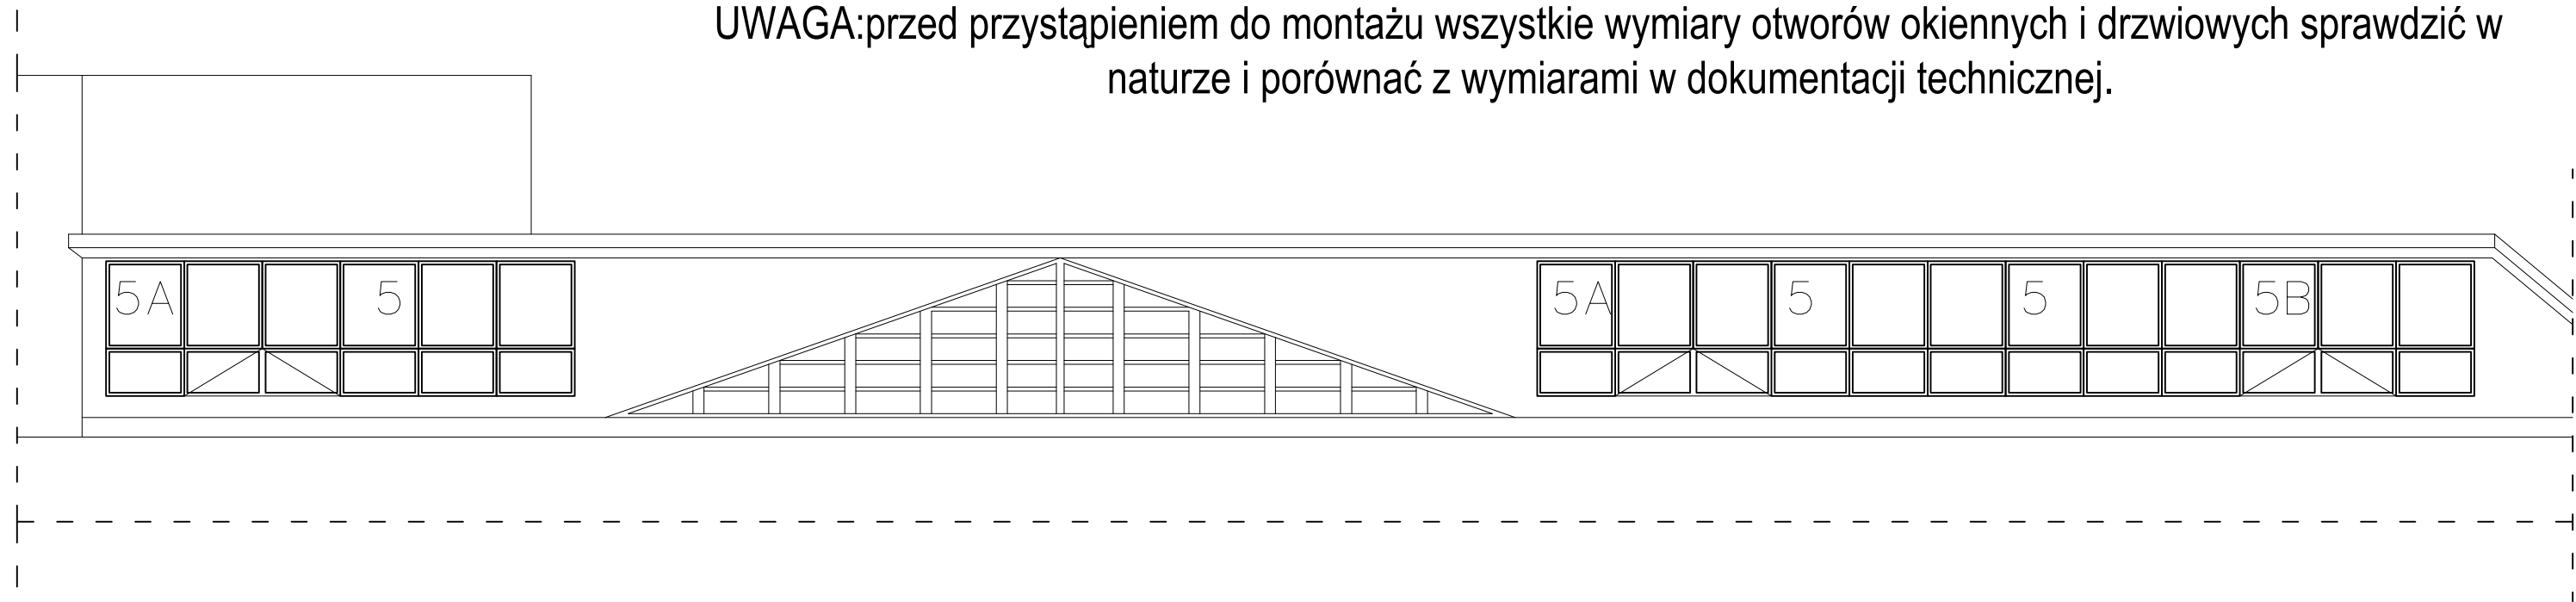 UWAGA:przed przystąpieniem do montażu wszystkie wymiary otworów okiennych i drzwiowych sprawdzić w
naturze i porównać z wymiarami w dokumentacji technicznej.
5A 5 5A 5 5 5B